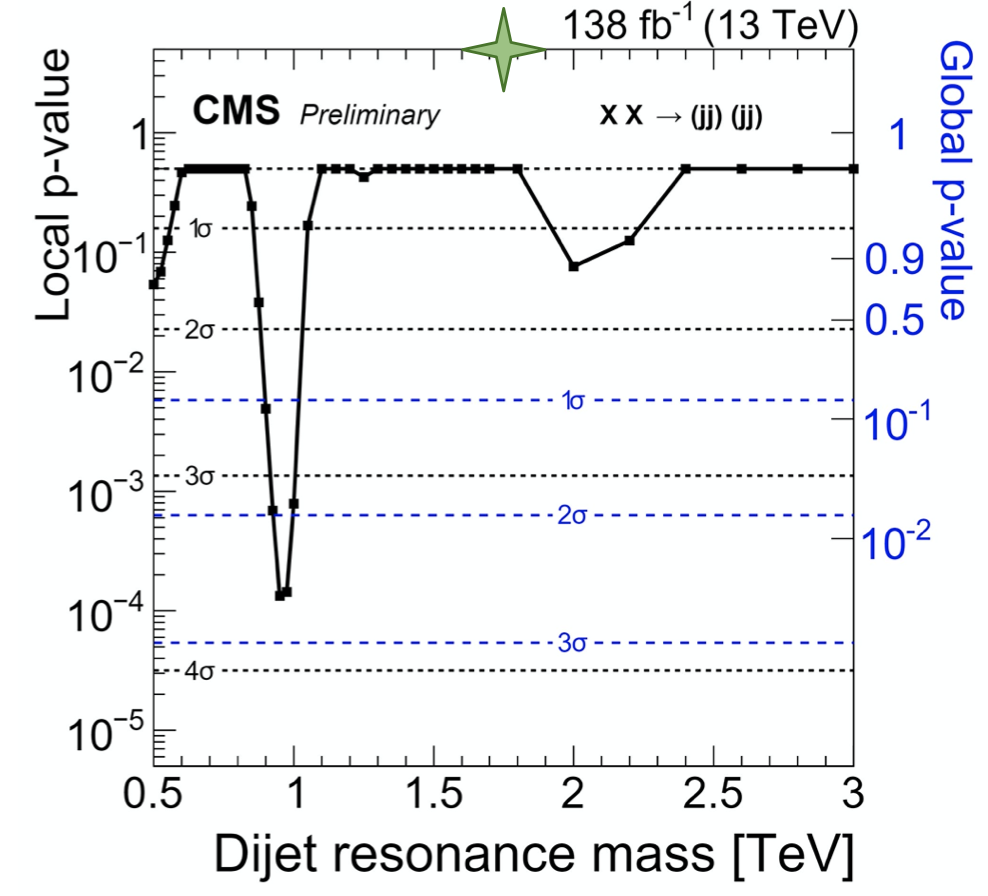 138 fb⁻¹ (13 TeV)
CMS Preliminary
X X → (jj) (jj)
Local p-value
1
10⁻¹
10⁻²
10⁻³
10⁻⁴
10⁻⁵
1σ
2σ
3σ
4σ
1σ
2σ
3σ
Global p-value
1
0.9
0.5
10⁻¹
10⁻²
0.5 1 1.5 2 2.5 3
Dijet resonance mass [TeV]